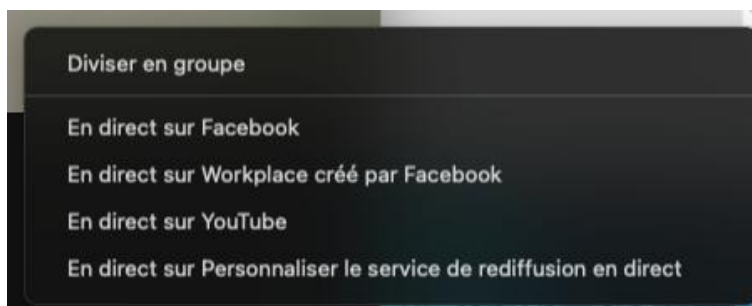 Diviser en groupe
En direct sur Facebook
En direct sur Workplace créé par Facebook
En direct sur YouTube
En direct sur Personnaliser le service de rediffusion en direct